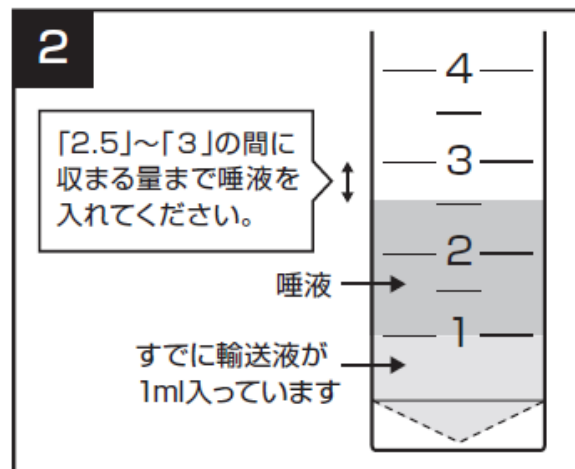 2
「2.5」～「3」の間に
収まる量まで唾液を
入れてください。
唾液
すでに輸送液が
1ml入っています
4
3
2
1